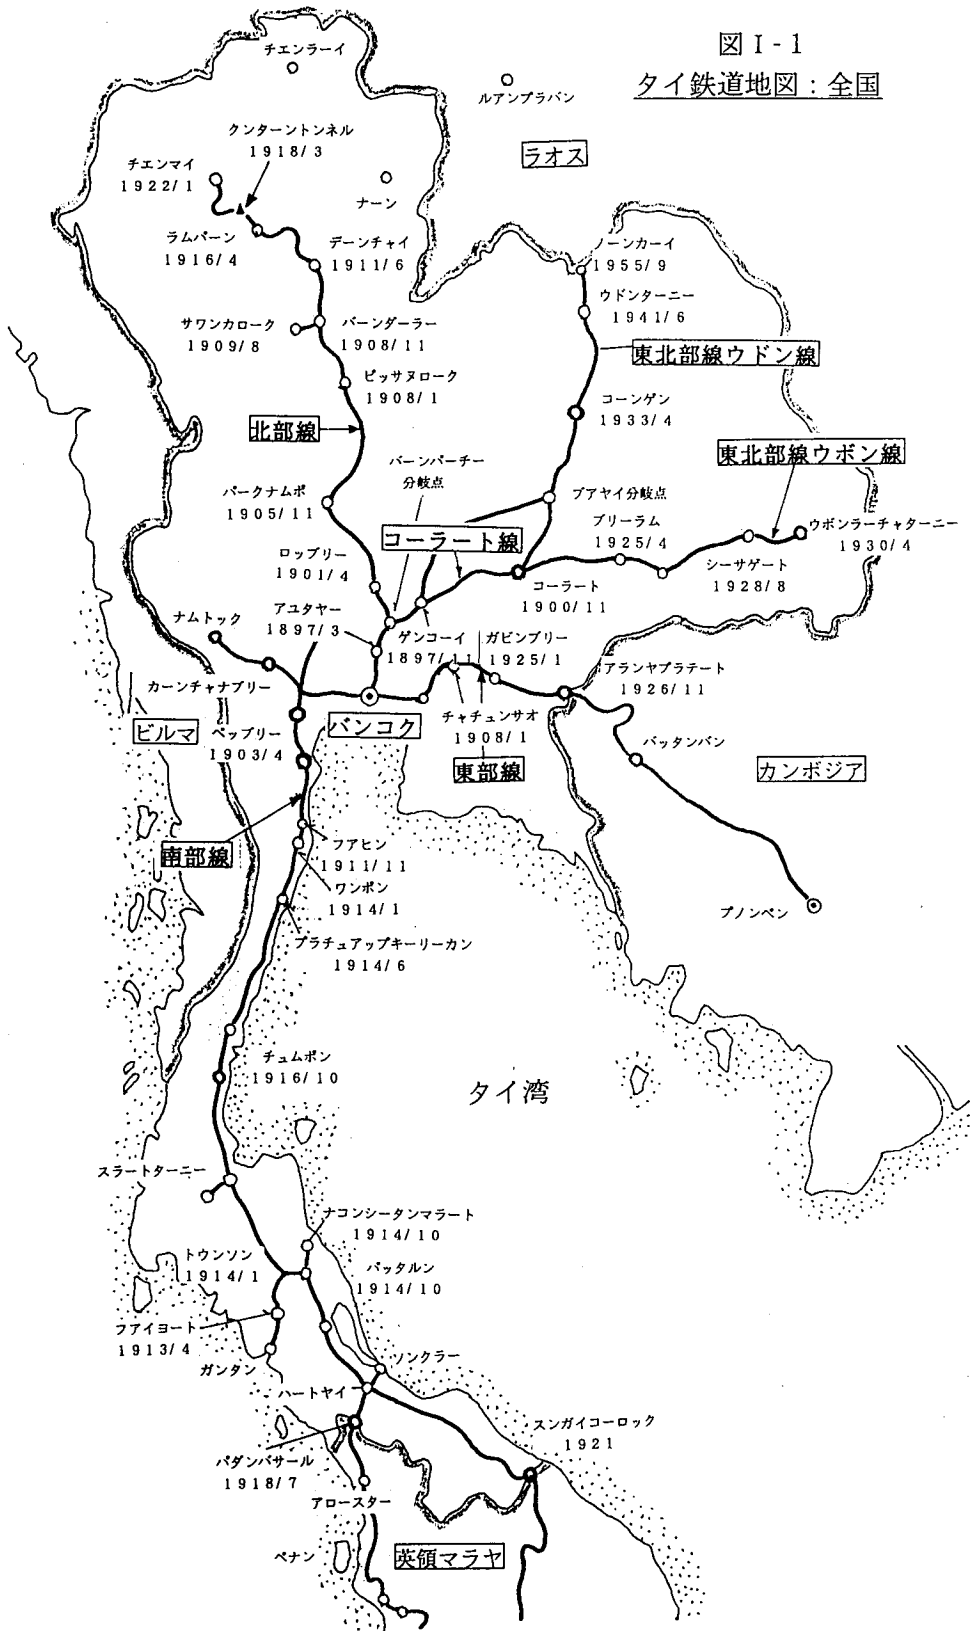 図 I - 1
タイ鉄道地図：全国
チエンラーイ
ルアンプラバン
クンターントンネル
1918/3
ラオス
チエンマイ
1922/1
ナーン
ラムパーン
1916/4
デーンチャイ
1911/6
ノーンカーイ
1955/9
サワンカローク
1909/8
バーンダーラー
1908/11
ウドンターニー
1941/6
東北部線ウドン線
ピッサヌローク
1908/1
コーンゲン
1933/4
北部線
バーンパーチー
分岐点
東北部線ウボン線
パークナムポ
1905/11
ブアヤイ分岐点
コーラート線
ブリーラム
1925/4
ウボンラーチャターニー
1930/4
ロッブリー
1901/4
シーサゲート
1928/8
コーラート
1900/11
ナムトック
アユタヤー
1897/3
ゲンコーイ
1897/11
ガビンブリー
1925/1
アランヤプラテート
1926/11
カーンチャナブリー
ビルマ
ペッブリー
1903/4
バンコク
チャチュンサオ
1908/1
東部線
バッタンバン
カンボジア
南部線
フアヒン
1911/11
ワンポン
1914/1
プラチュアップキーリーカン
1914/6
プノンペン
チュムポン
1916/10
タイ湾
スラートターニー
ナコンシータンマラート
1914/10
トウンソン
1914/1
パッタルン
1914/10
フアイヨート
1913/4
ガンタン
ソンクラー
ハートヤイ
スンガイコーロック
1921
パダンバサール
1918/7
アロースター
ペナン
英領マラヤ